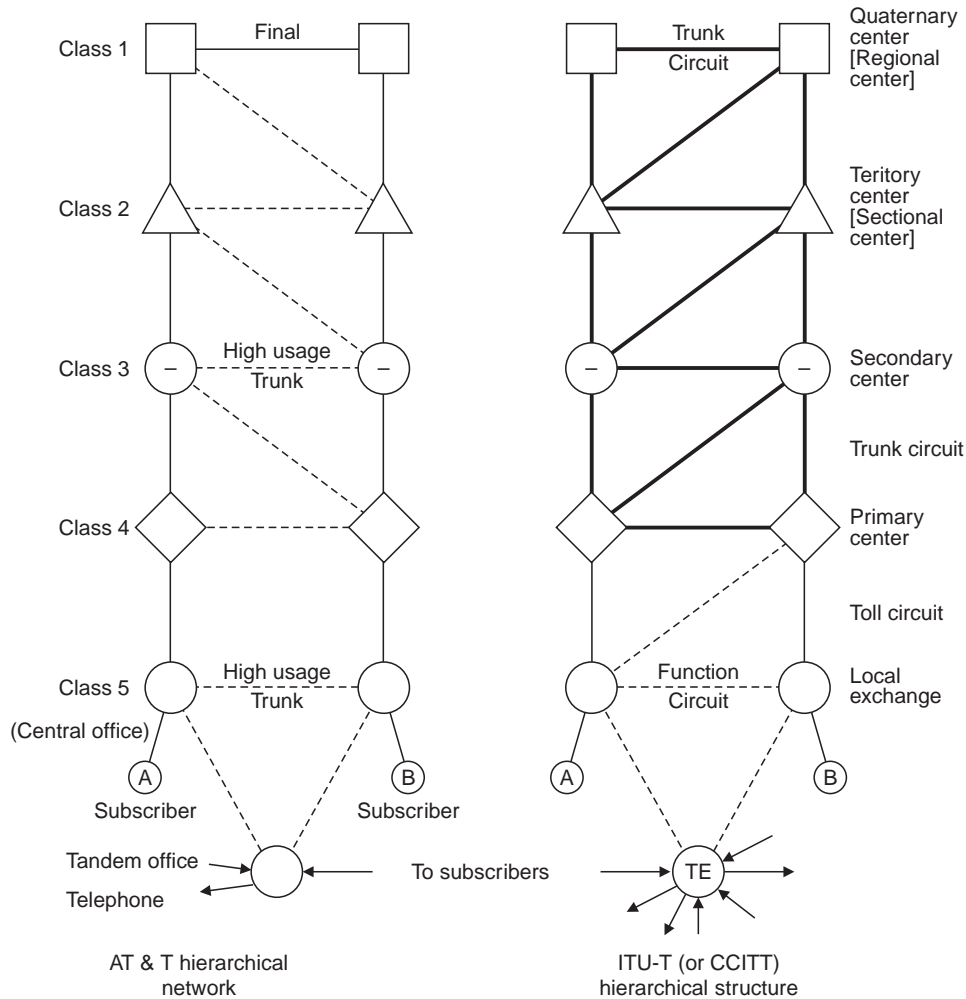 Class 1
Final
Trunk
Circuit
Quaternary
center
[Regional
center]
Class 2
Teritory
center
[Sectional
center]
Class 3
–
High usage
Trunk
–
–
–
Secondary
center
Trunk circuit
Class 4
Primary
center
Toll circuit
Class 5
High usage
Trunk
Function
Circuit
Local
exchange
(Central office)
A
B
A
B
Subscriber
Subscriber
Tandem office
Telephone
To subscribers
TE
AT & T hierarchical
network
ITU-T (or CCITT)
hierarchical structure